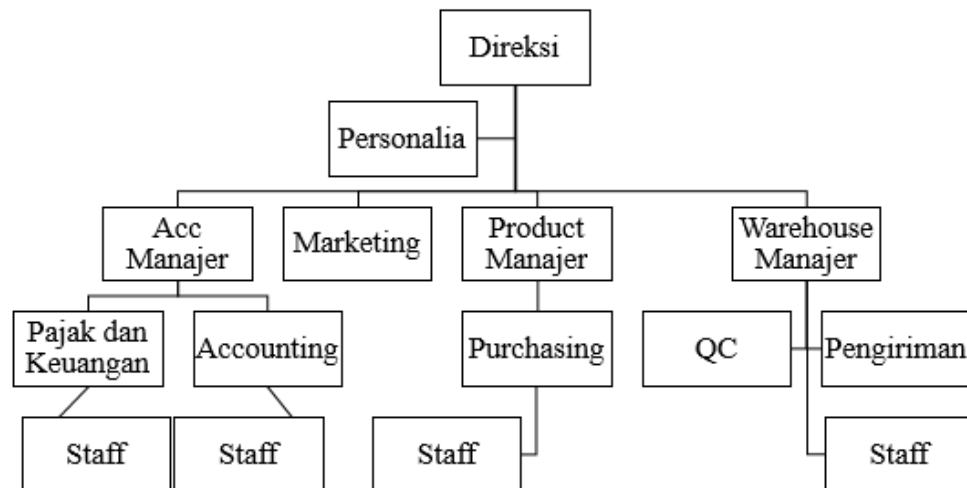 Direksi
Personalia
Acc
Manajer
Marketing
Product
Manajer
Warehouse
Manajer
Pajak dan
Keuangan
Accounting
Purchasing
QC
Pengiriman
Staff
Staff
Staff
Staff